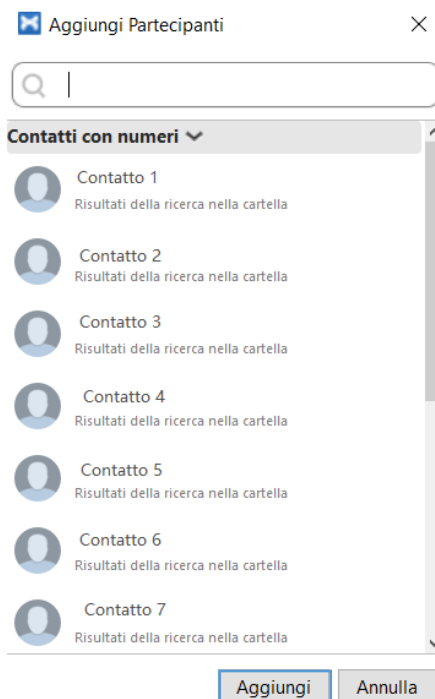 Aggiungi Partecipanti
Contatti con numeri
Contatto 1
Risultati della ricerca nella cartella
Contatto 2
Risultati della ricerca nella cartella
Contatto 3
Risultati della ricerca nella cartella
Contatto 4
Risultati della ricerca nella cartella
Contatto 5
Risultati della ricerca nella cartella
Contatto 6
Risultati della ricerca nella cartella
Contatto 7
Risultati della ricerca nella cartella
Aggiungi Annulla